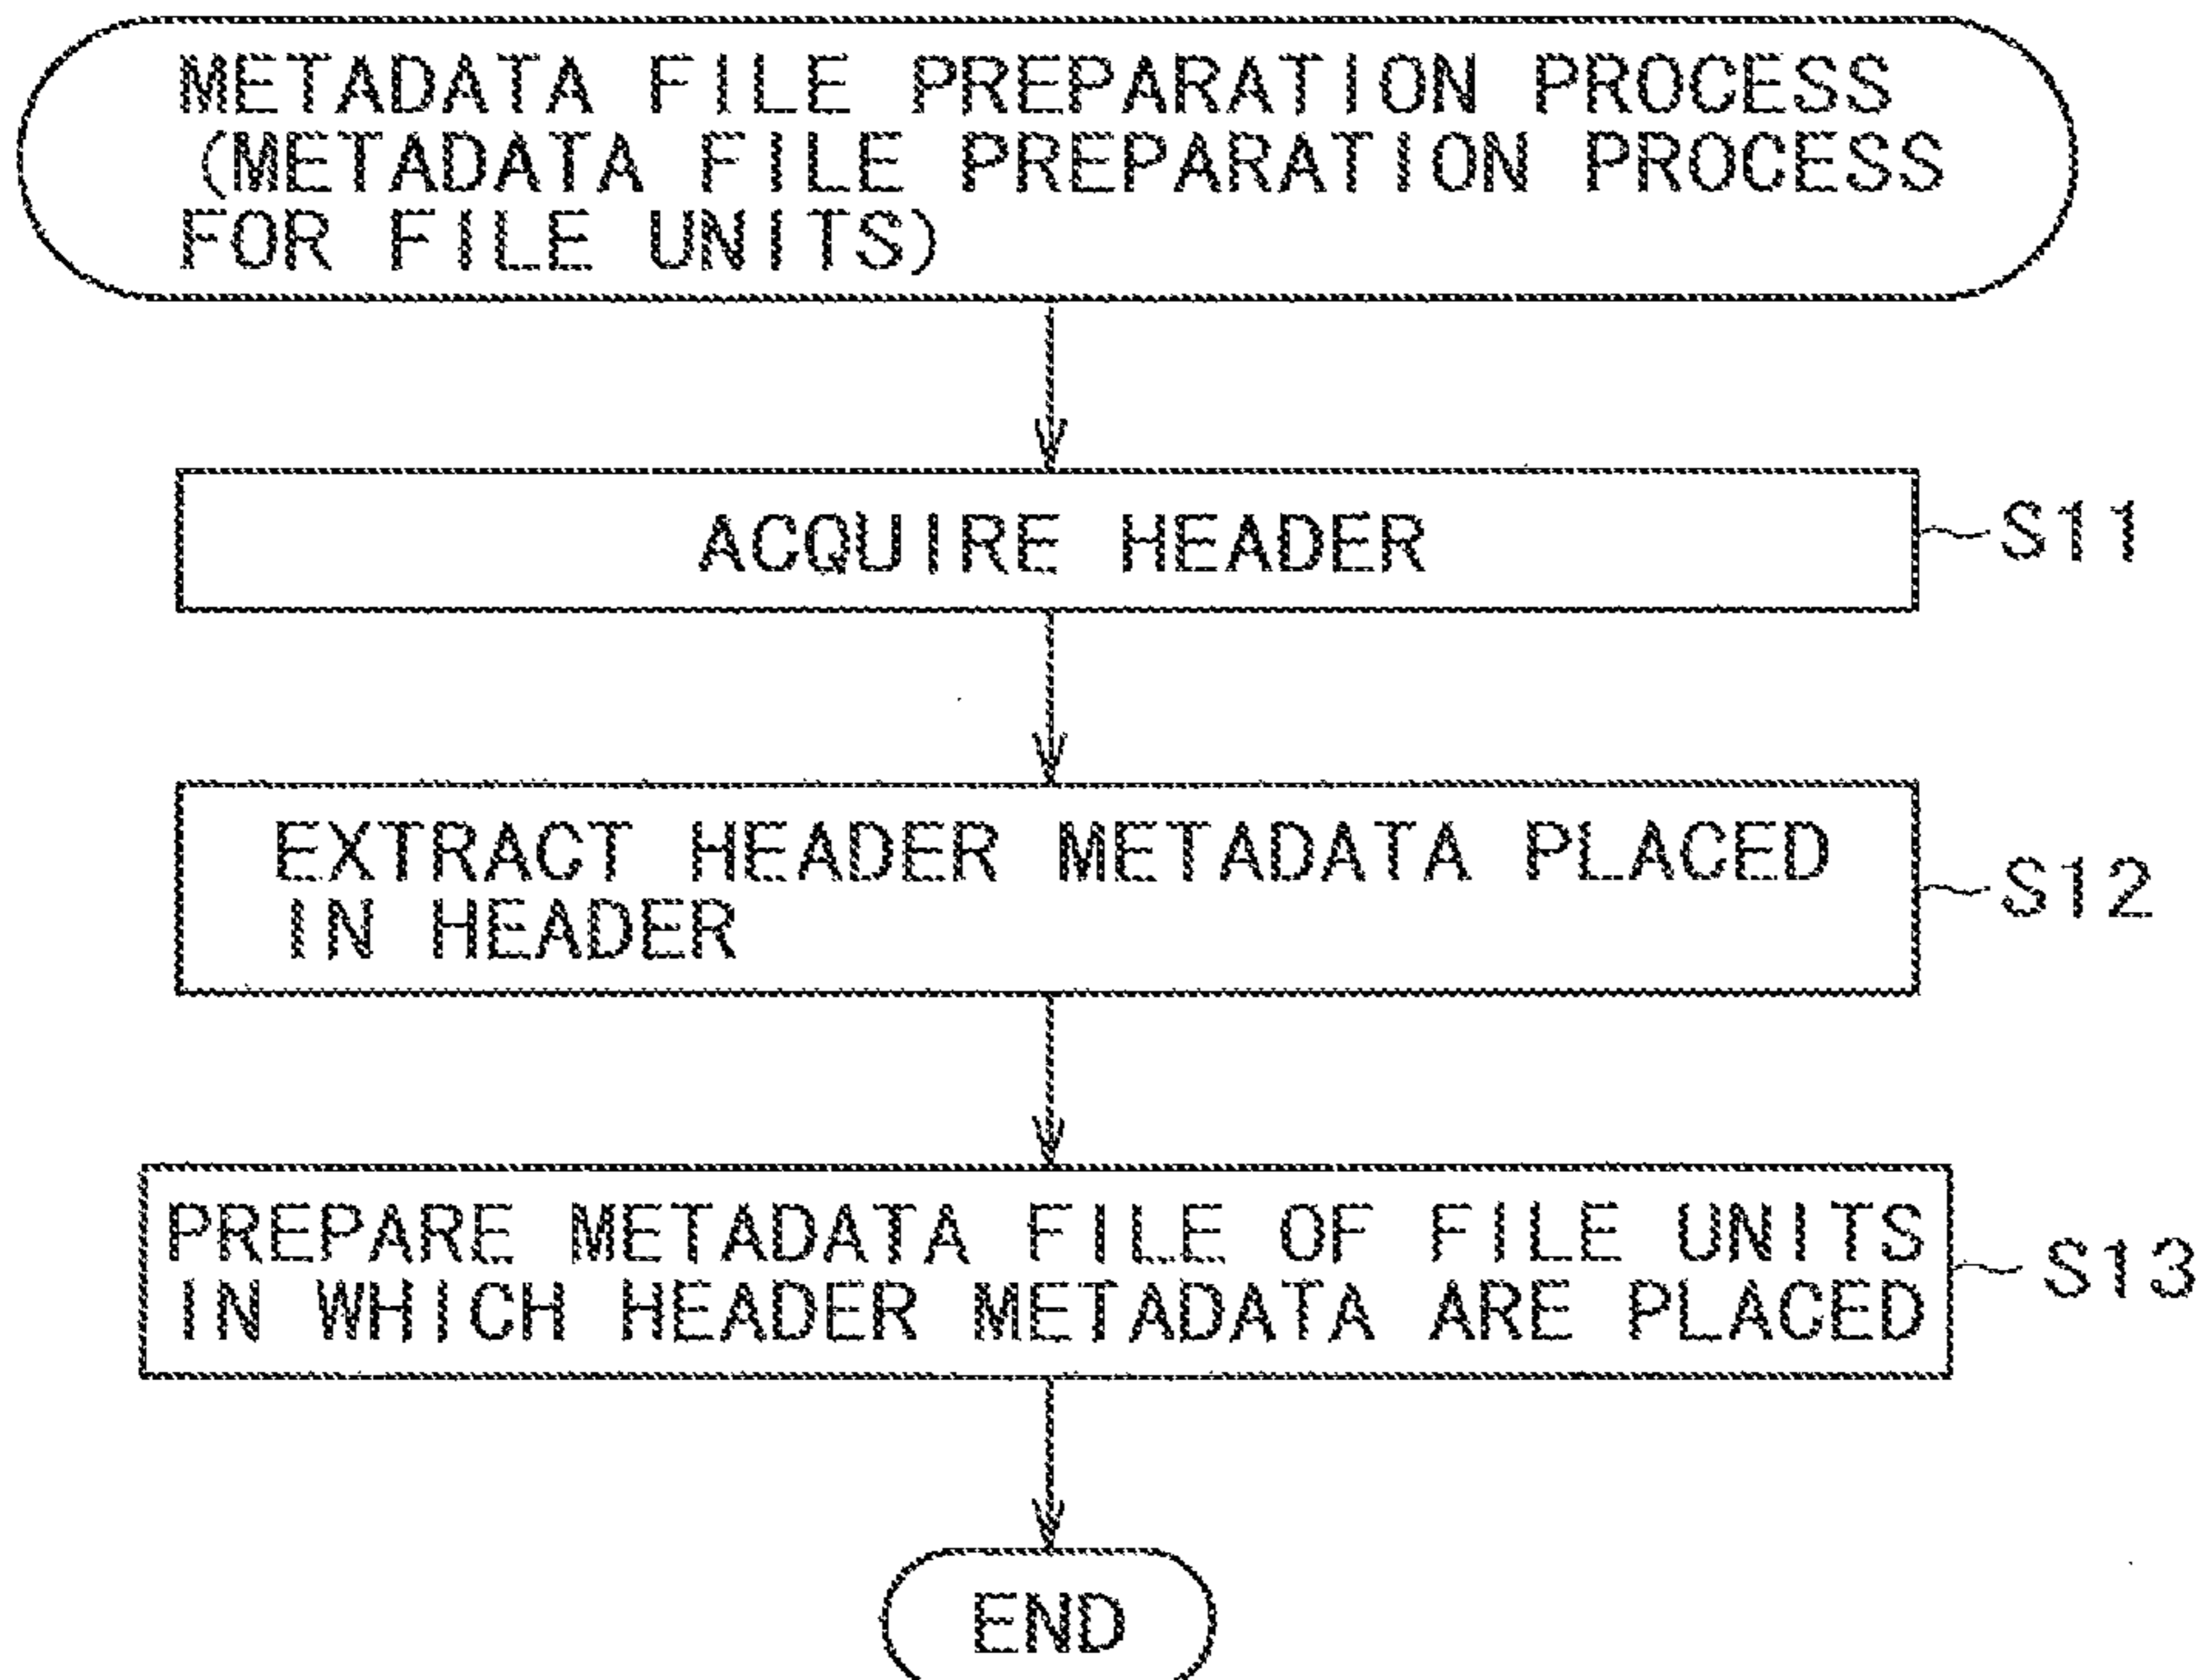 METADATA FILE PREPARATION PROCESS
(METADATA FILE PREPARATION PROCESS
FOR FILE UNITS)
ACQUIRE HEADER
S11
EXTRACT HEADER METADATA PLACED
IN HEADER
S12
PREPARE METADATA FILE OF FILE UNITS
IN WHICH HEADER METADATA ARE PLACED
S13
END